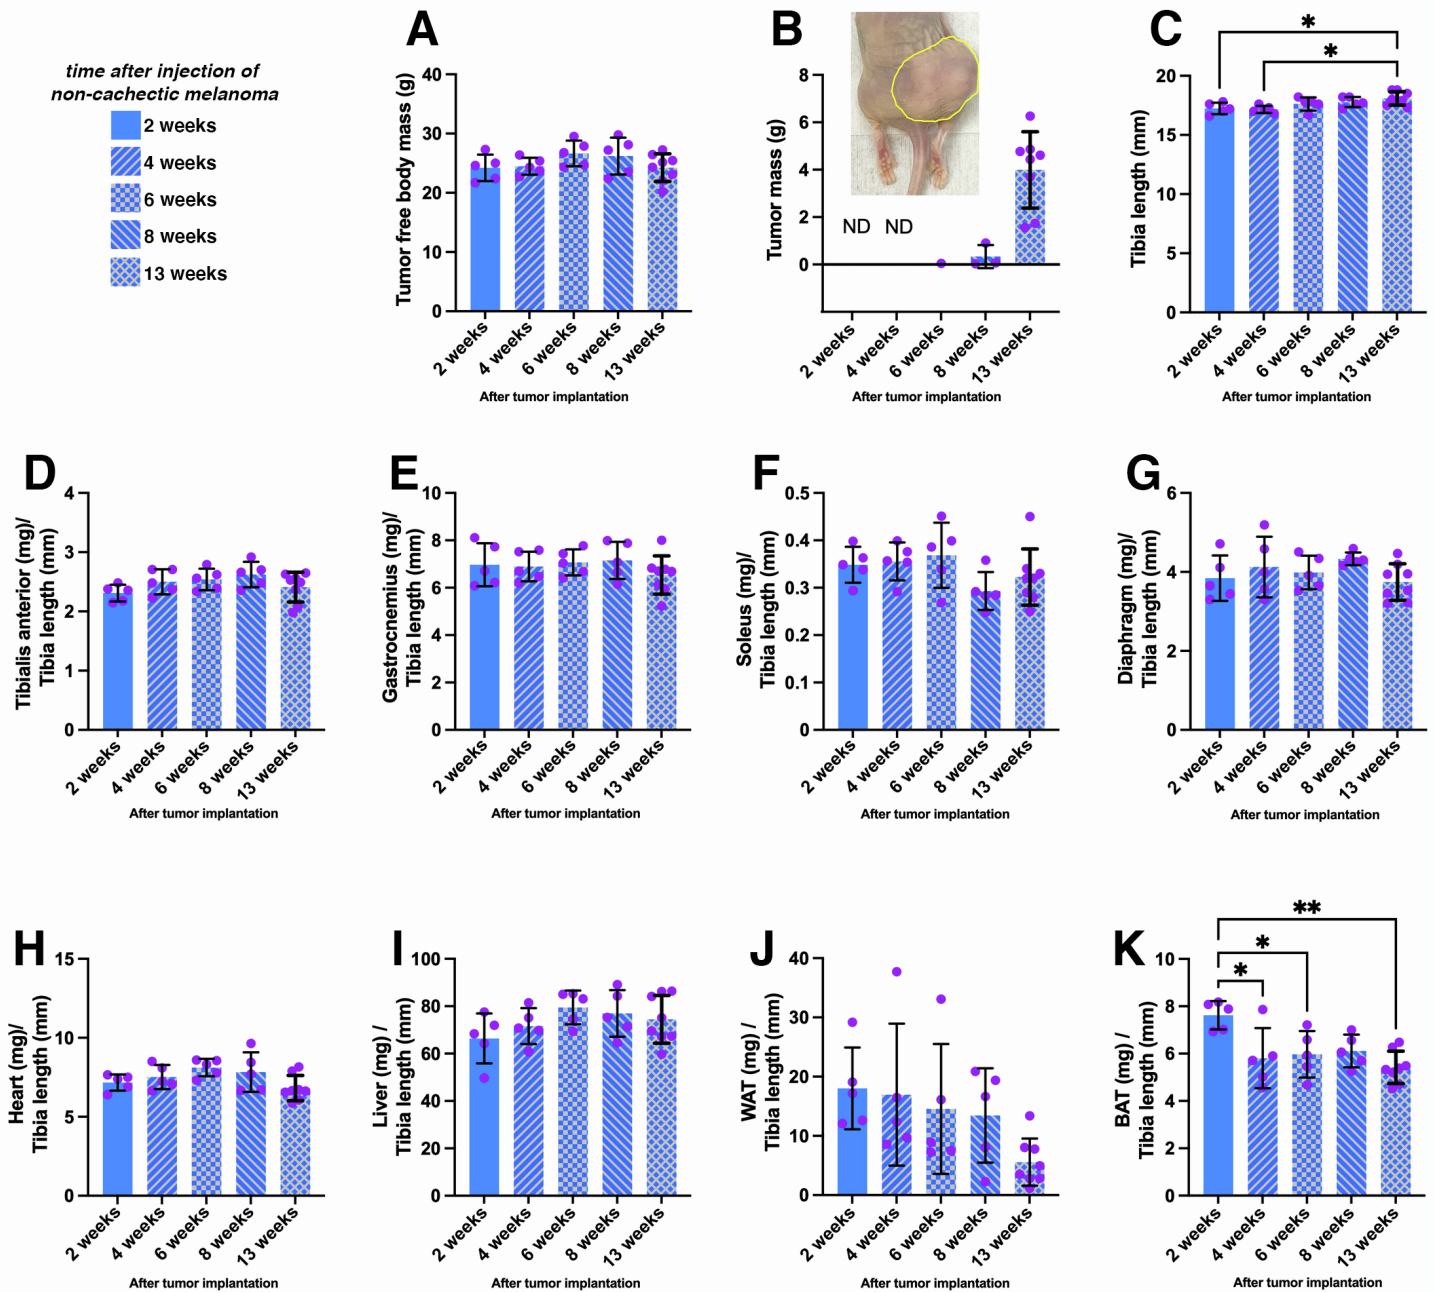 time after injection of
non-cachectic melanoma
2 weeks
4 weeks
6 weeks
8 weeks
13 weeks
A
Tumor free body mass (g)
40
30
20
10
0
2 weeks
4 weeks
6 weeks
8 weeks
13 weeks
After tumor implantation
B
Tumor mass (g)
8
6
4
2
0
ND ND
2 weeks
4 weeks
6 weeks
8 weeks
13 weeks
After tumor implantation
C
*
*
Tibia length (mm)
20
15
10
5
0
2 weeks
4 weeks
6 weeks
8 weeks
13 weeks
After tumor implantation
D
Tibialis anterior (mg)/
Tibia length (mm)
4
3
2
1
0
2 weeks
4 weeks
6 weeks
8 weeks
13 weeks
After tumor implantation
E
Gastrocnemius (mg)/
Tibia length (mm)
10
8
6
4
2
0
2 weeks
4 weeks
6 weeks
8 weeks
13 weeks
After tumor implantation
F
Soleus (mg)/
Tibia length (mm)
0.5
0.4
0.3
0.2
0.1
0
2 weeks
4 weeks
6 weeks
8 weeks
13 weeks
After tumor implantation
G
Diaphragm (mg)/
Tibia length (mm)
6
4
2
0
2 weeks
4 weeks
6 weeks
8 weeks
13 weeks
After tumor implantation
H
Heart (mg)/
Tibia length (mm)
15
10
5
0
2 weeks
4 weeks
6 weeks
8 weeks
13 weeks
After tumor implantation
I
Liver (mg) /
Tibia length (mm)
100
80
60
40
20
0
2 weeks
4 weeks
6 weeks
8 weeks
13 weeks
After tumor implantation
J
WAT (mg) /
Tibia length (mm)
40
30
20
10
0
2 weeks
4 weeks
6 weeks
8 weeks
13 weeks
After tumor implantation
K
**
*
*
BAT (mg) /
Tibia length (mm)
10
8
6
4
2
0
2 weeks
4 weeks
6 weeks
8 weeks
13 weeks
After tumor implantation